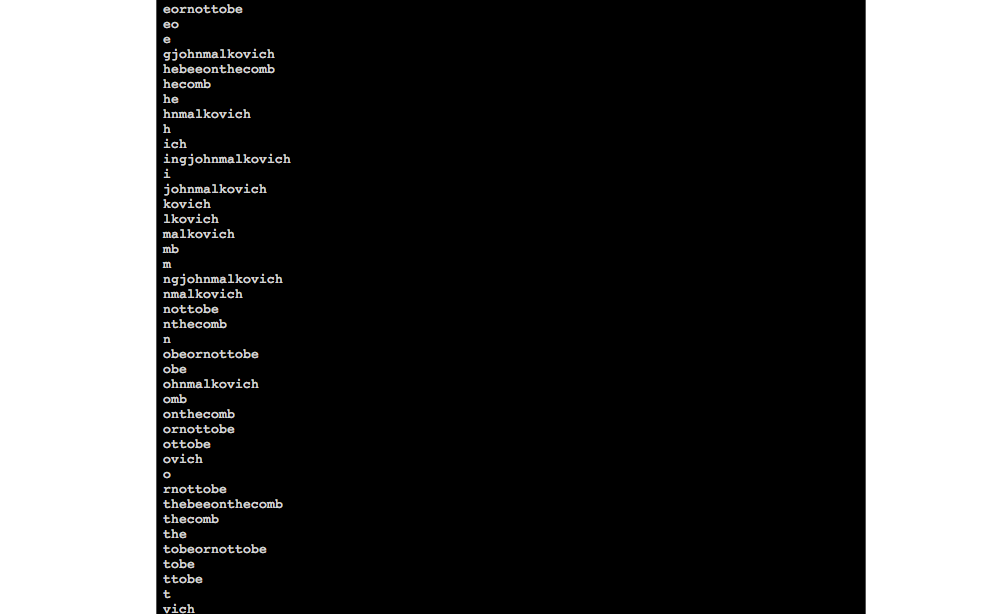 eornottobe
eo
e
gjohnmalkovich
hebeeonthecomb
hecomb
he
hnmalkovich
h
ich
ingjohnmalkovich
i
johnmalkovich
kovich
lkovich
malkovich
mb
m
ngjohnmalkovich
nmalkovich
nottobe
nthecomb
n
obeornottobe
obe
ohnmalkovich
omb
onthecomb
ornottobe
ottobe
ovich
o
rnottobe
thebeeonthecomb
thecomb
the
tobeornottobe
tobe
ttobe
t
vich